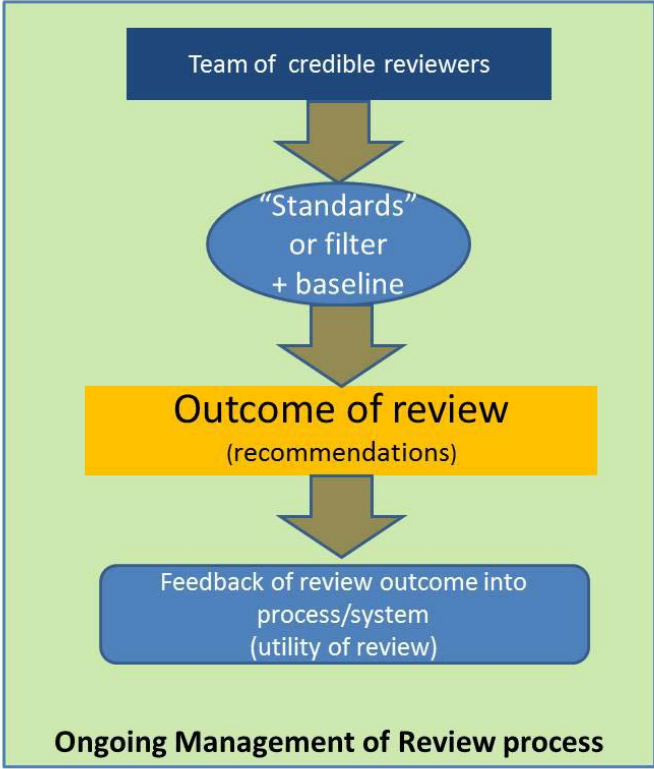 Team of credible reviewers
“Standards”
or filter
+ baseline
Outcome of review
(recommendations)
Feedback of review outcome into
process/system
(utility of review)
Ongoing Management of Review process